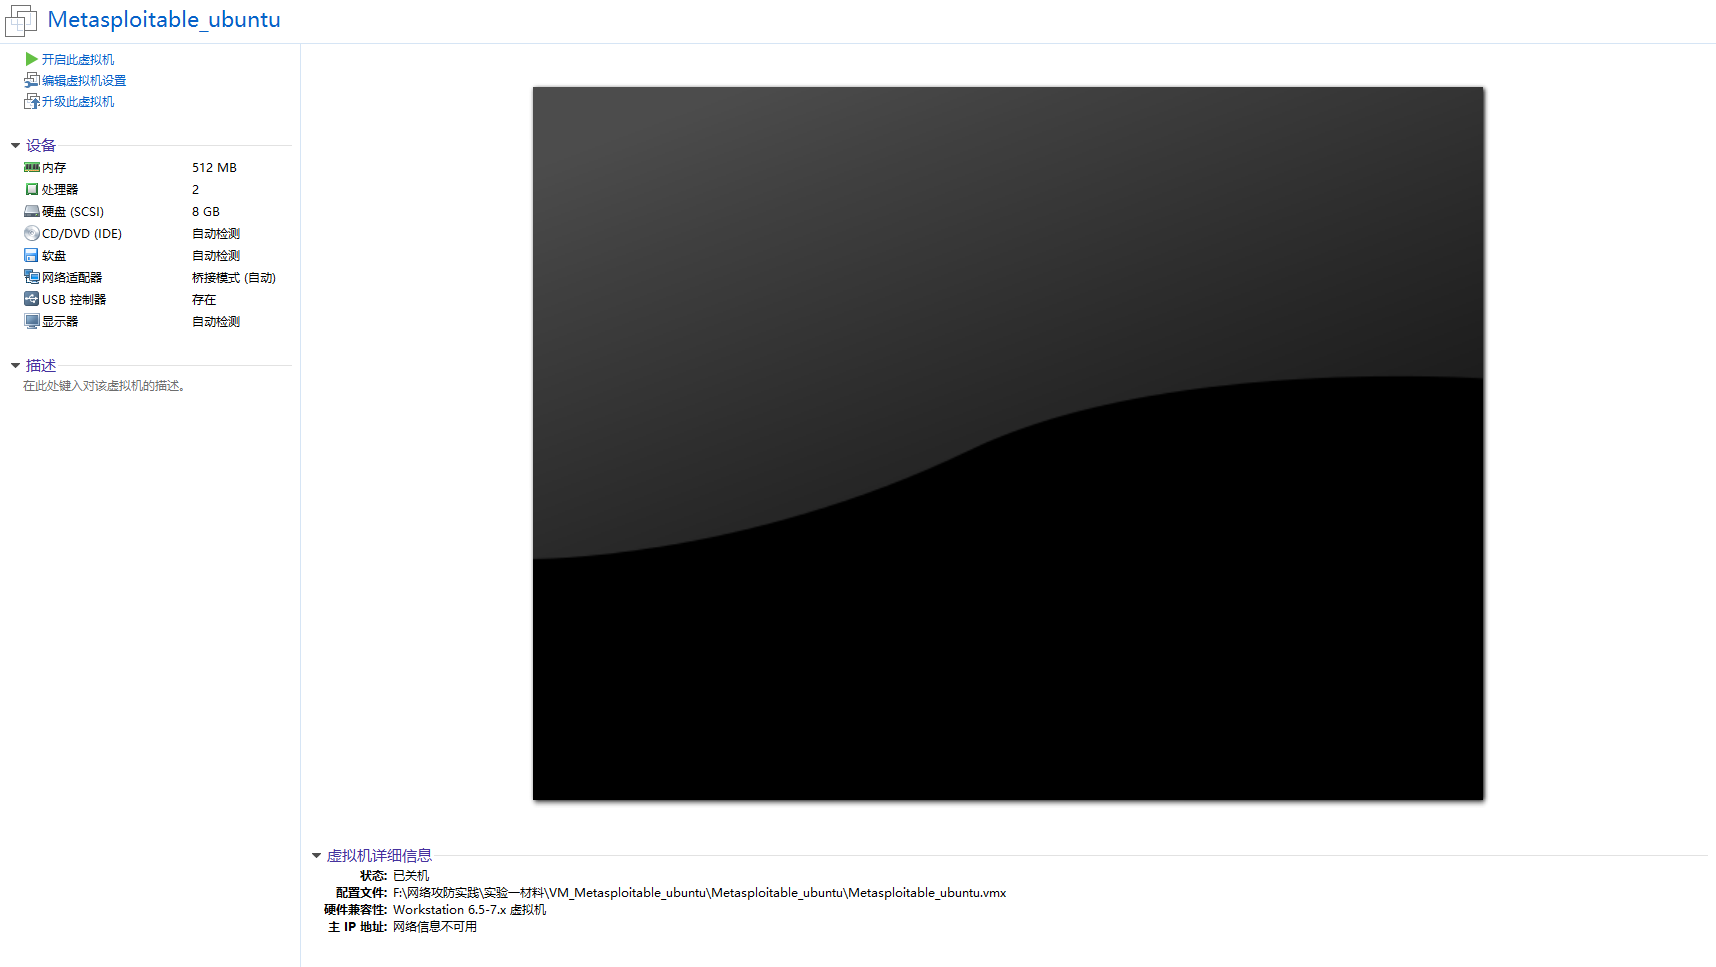 Metasploitable_ubuntu
开启此虚拟机
编辑虚拟机设置
升级此虚拟机
设备
内存 512 MB
处理器 2
硬盘 (SCSI) 8 GB
CD/DVD (IDE) 自动检测
软盘 自动检测
网络适配器 桥接模式 (自动)
USB 控制器 存在
显示器 自动检测
描述
在此处键入对该虚拟机的描述。
虚拟机详细信息
状态: 已关机
配置文件: F:\网络攻防实践\实验一材料\VM_Metasploitable_ubuntu\Metasploitable_ubuntu\Metasploitable_ubuntu.vmx
硬件兼容性: Workstation 6.5-7.x 虚拟机
主 IP 地址: 网络信息不可用